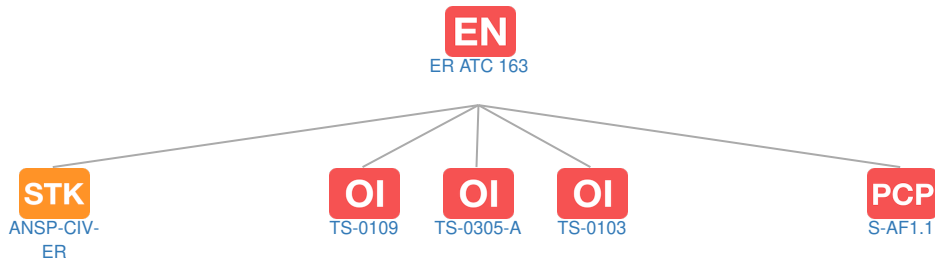 EN
ER ATC 163
STK
OI
OI
OI
PCP
ANSP-CIV-
ER
TS-0109
TS-0305-A
TS-0103
S-AF1.1